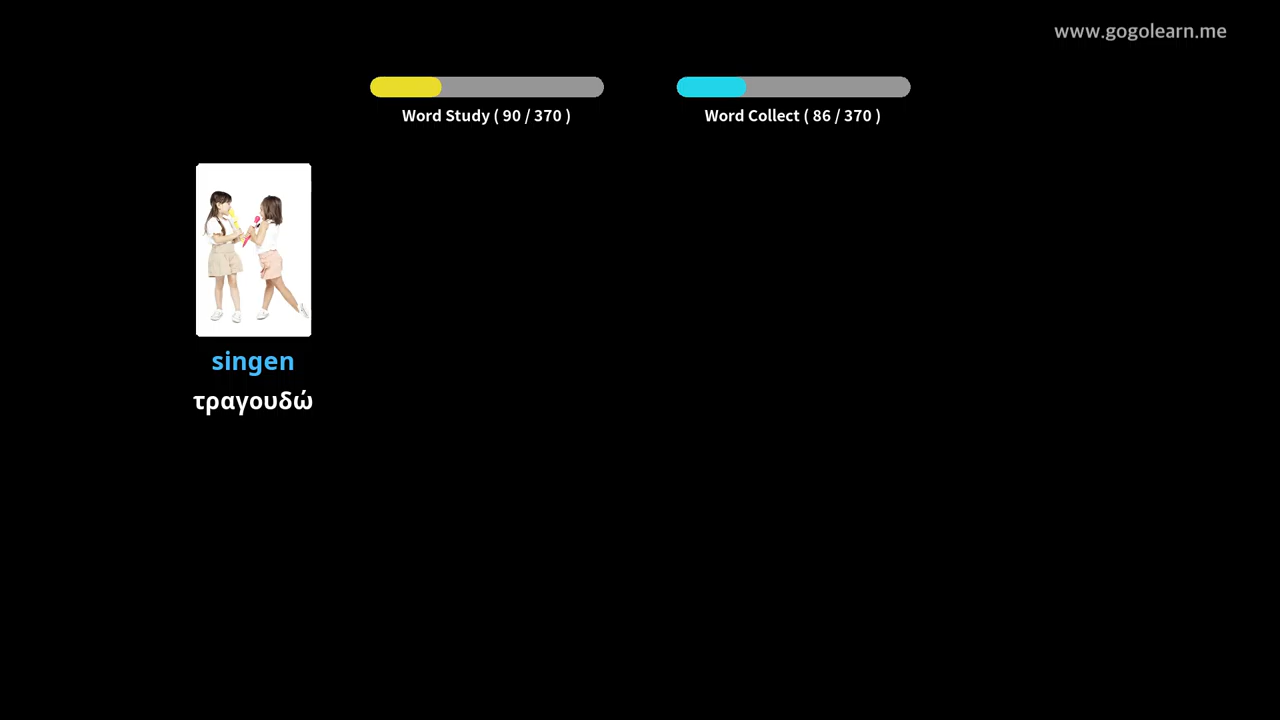 www.gogolearn.me
Word Study ( 90 / 370 )
Word Collect ( 86 / 370 )
singen
τραγουδώ